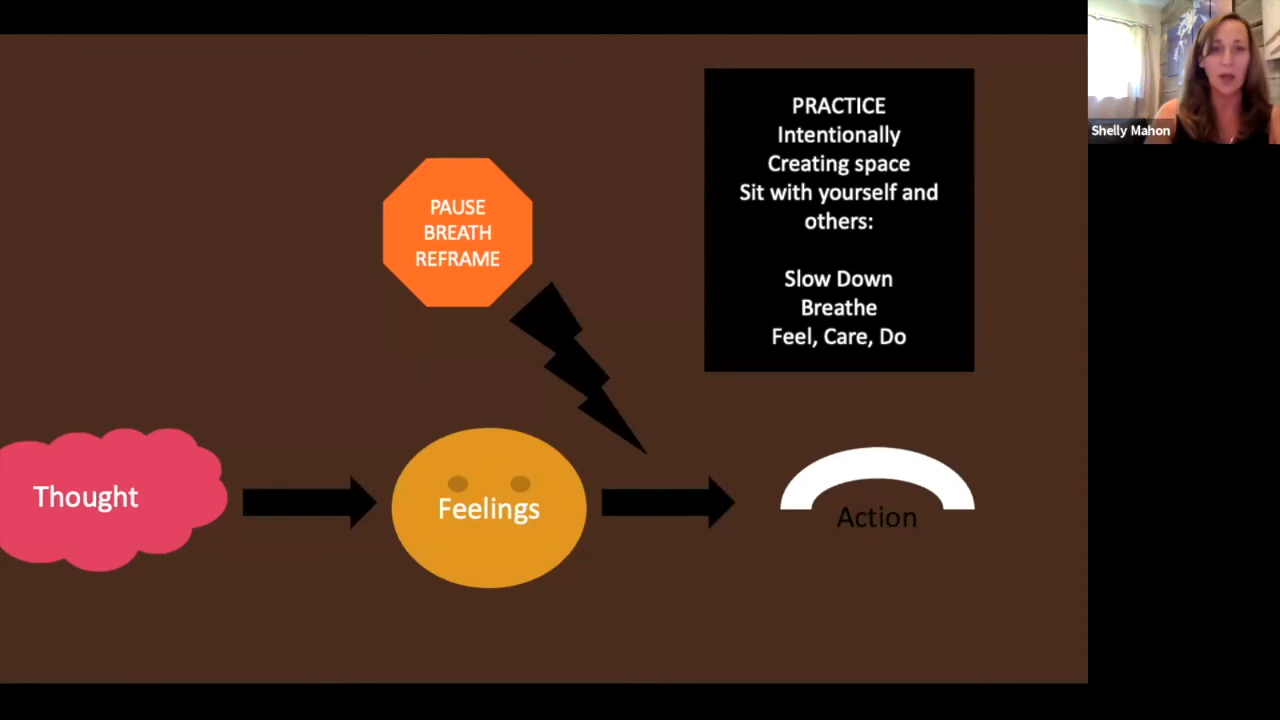 PRACTICE
Intentionally
Creating space
Sit with yourself and
others:
Slow Down
Breathe
Feel, Care, Do
PAUSE
BREATH
REFRAME
Thought
Feelings
Action
Shelly Mahon